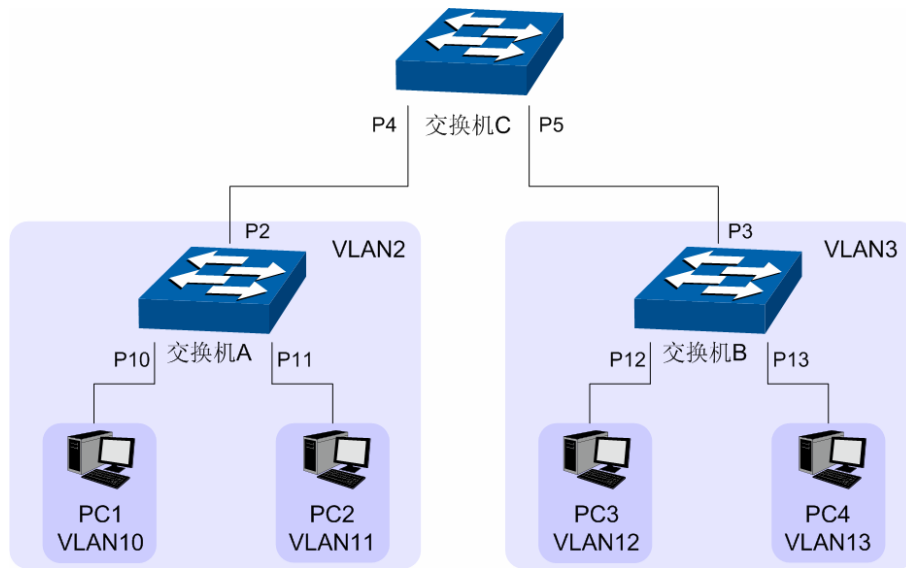 P4
交换机C
P5
P2
VLAN2
P3
VLAN3
P10
交换机A
P11
P12
交换机B
P13
PC1
VLAN10
PC2
VLAN11
PC3
VLAN12
PC4
VLAN13